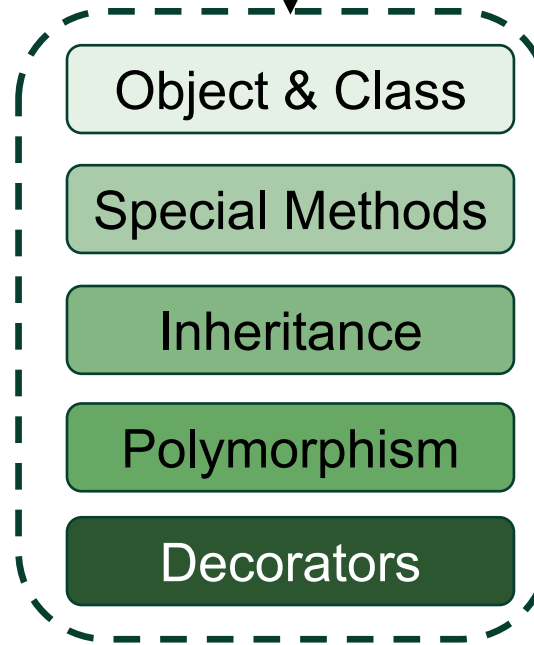 Object & Class
Special Methods
Inheritance
Polymorphism
Decorators